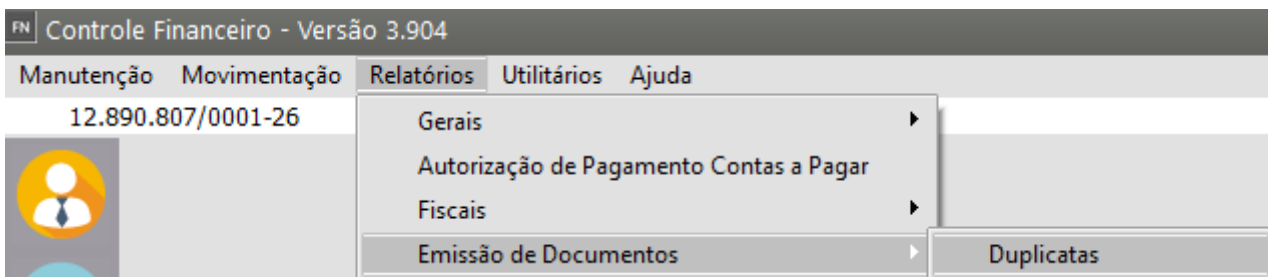 FN Controle Financeiro - Versão 3.904
Manutenção Movimentação Relatórios Utilitários Ajuda
12.890.807/0001-26
Gerais
Autorização de Pagamento Contas a Pagar
Fiscais
Emissão de Documentos
Duplicatas